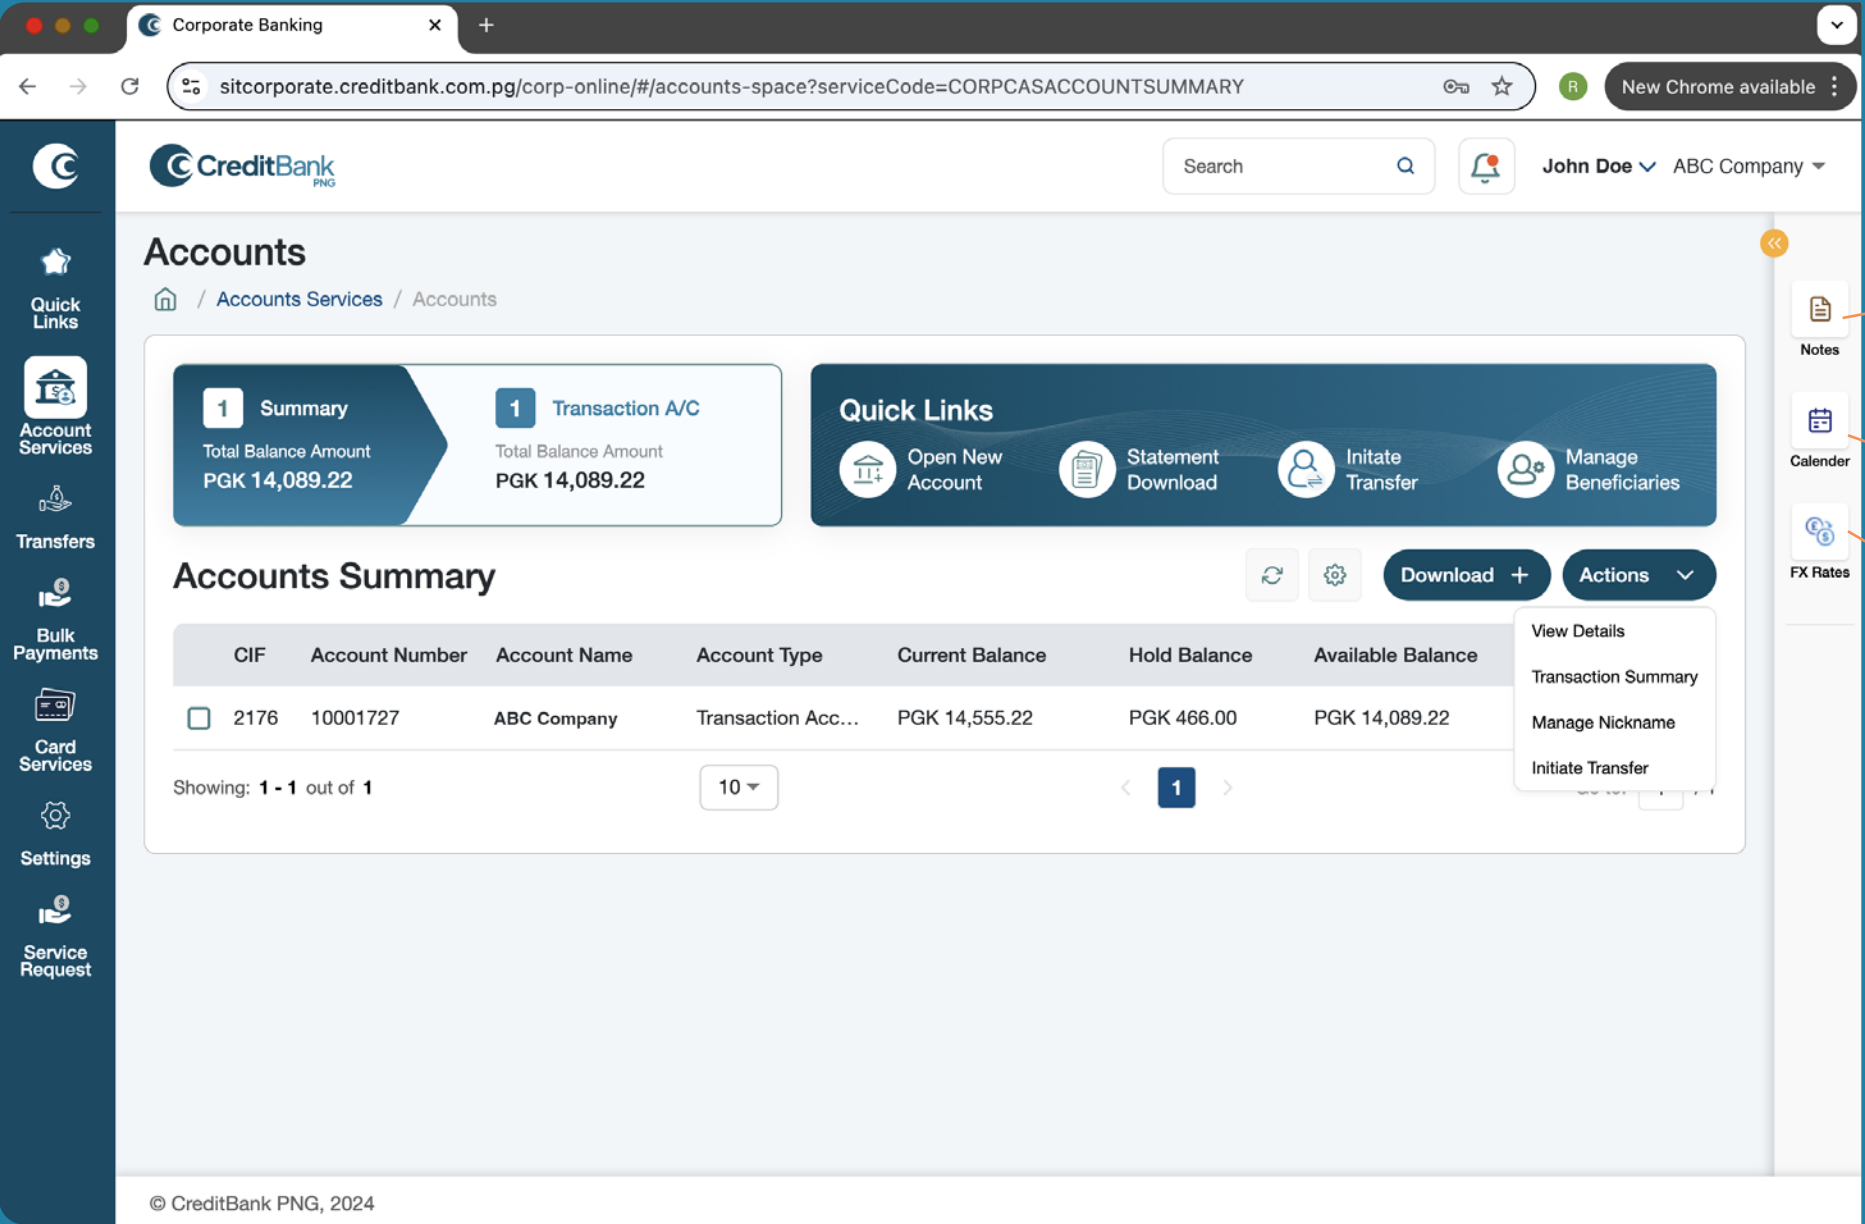 Corporate Banking
sitcorporate.creditbank.com.pg/corp-online/#/accounts-space?serviceCode=CORPCASACCOUNTSUMMARY
R
New Chrome available
CreditBank
PNG
Search
John Doe
ABC Company
Quick
Links
Account
Services
Transfers
Bulk
Payments
Card
Services
Settings
Service
Request
Accounts
/ Accounts Services / Accounts
1 Summary
Total Balance Amount
PGK 14,089.22
1 Transaction A/C
Total Balance Amount
PGK 14,089.22
Quick Links
Open New
Account
Statement
Download
Initate
Transfer
Manage
Beneficiaries
Notes
Calender
FX Rates
Accounts Summary
Download +
Actions
View Details
Transaction Summary
Manage Nickname
Initiate Transfer
CIF Account Number Account Name Account Type Current Balance Hold Balance Available Balance
2176 10001727 ABC Company Transaction Acc... PGK 14,555.22 PGK 466.00 PGK 14,089.22
Showing: 1 - 1 out of 1
10
1
© CreditBank PNG, 2024